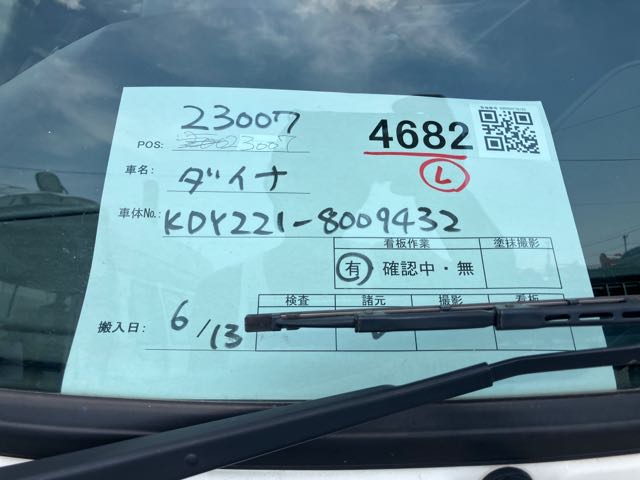 23007
4682
POS:
L
車名: ダイナ
車体No.: KDY221-8009432
看板作業 塗抹撮影
有 確認中・無
検査 諸元 撮影 看板
搬入日: 6/13